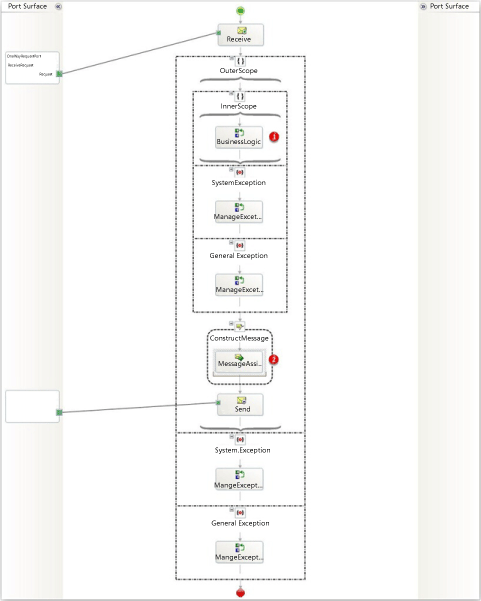 Port Surface
Port Surface
Receive
OneWayRequestPort
ReceiveRequest
Request
OuterScope
InnerScope
BusinessLogic
1
SystemException
ManageExcet...
General Exception
ManageExcet...
ConstructMessage
MessageAssi...
2
Send
System.Exception
MangeExcept...
General Exception
MangeExcept...